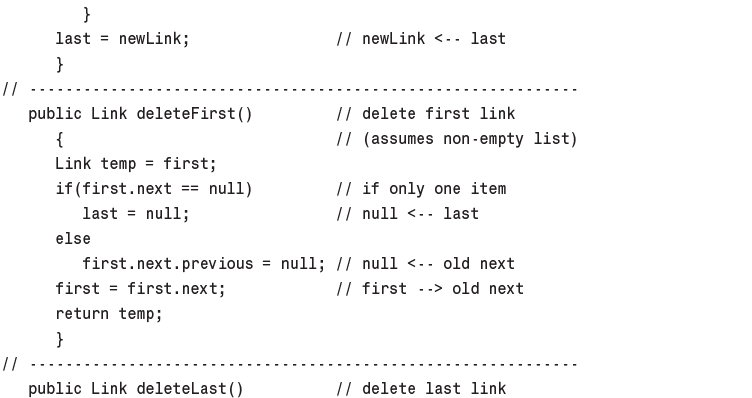 }
      last = newLink;                // newLink <-- last
      }
// -------------------------------------------------------------
   public Link deleteFirst()         // delete first link
      {                              // (assumes non-empty list)
      Link temp = first;
      if(first.next == null)         // if only one item
         last = null;                // null <-- last
      else
         first.next.previous = null; // null <-- old next
      first = first.next;            // first --> old next
      return temp;
      }
// -------------------------------------------------------------
   public Link deleteLast()          // delete last link